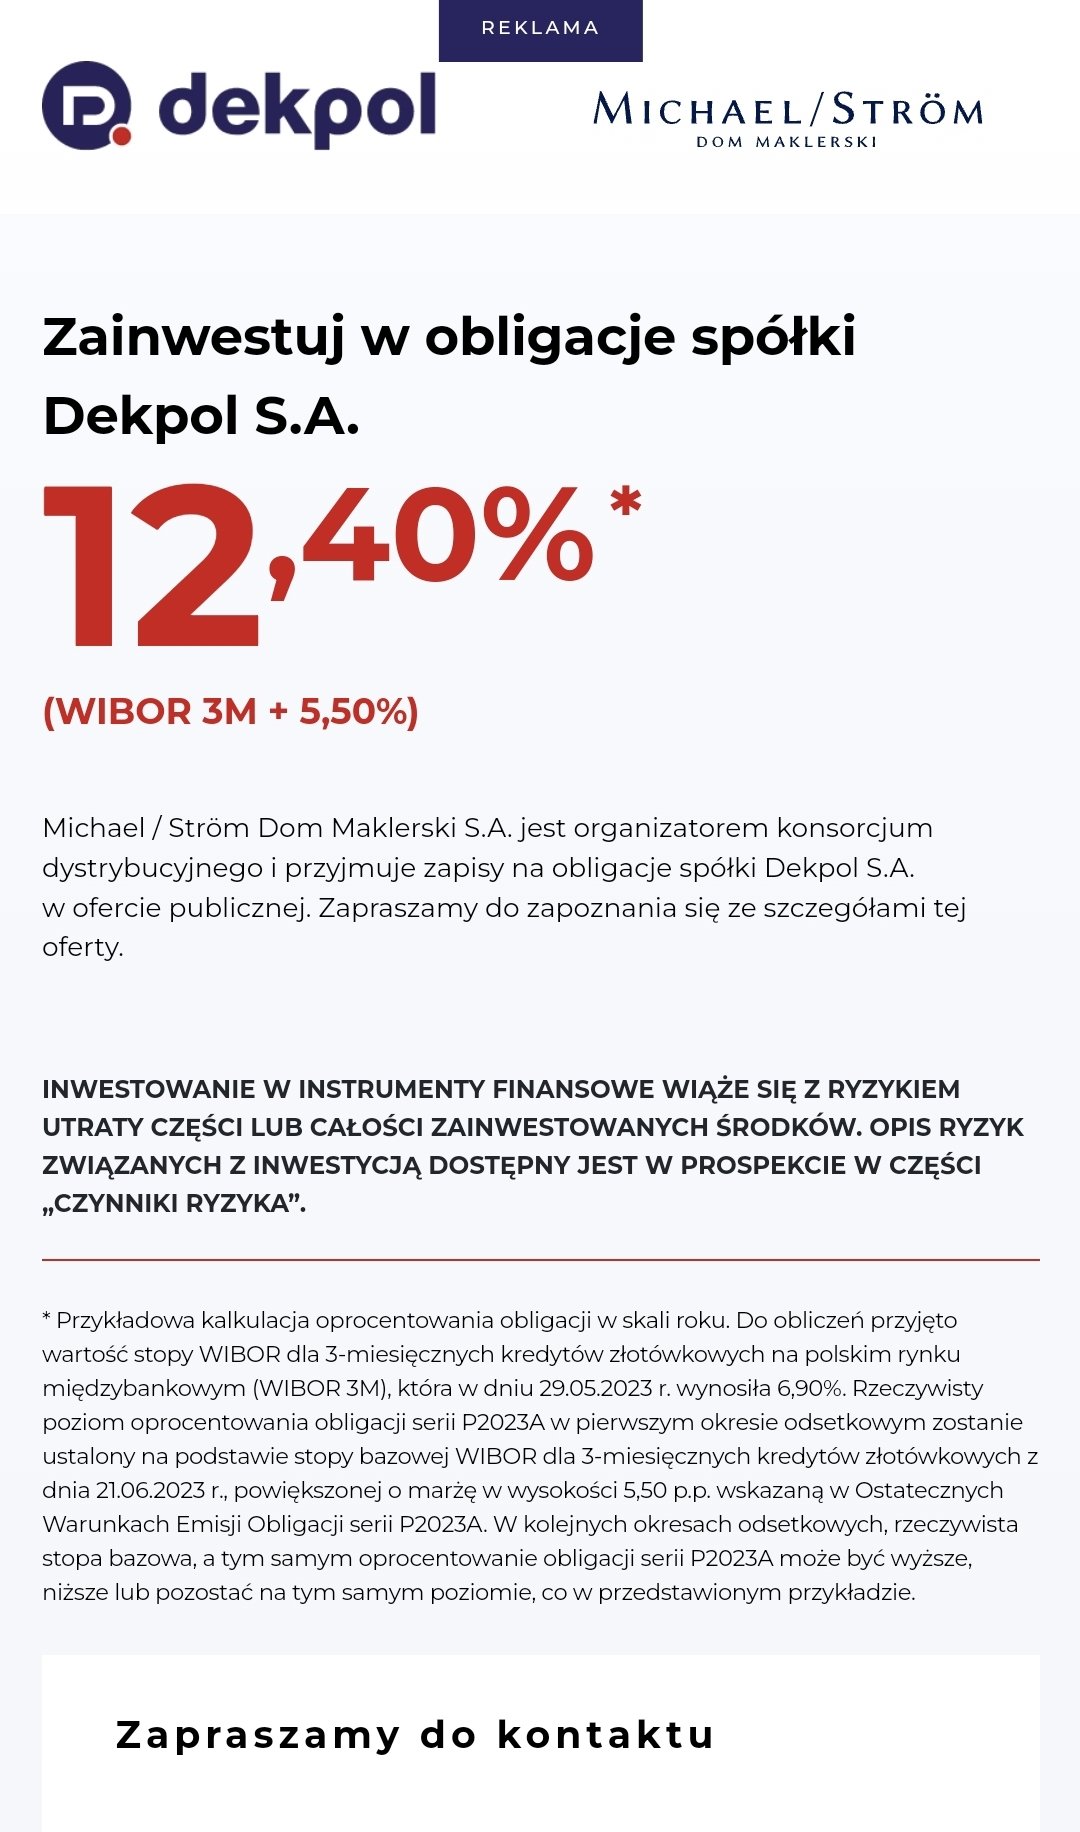 REKLAMA
dekpol
MICHAEL/STRÖM
DOM MAKLERSKI
Zainwestuj w obligacje spółki
Dekpol S.A.
12,40%*
(WIBOR 3M + 5,50%)
Michael / Ström Dom Maklerski S.A. jest organizatorem konsorcjum
dystrybucyjnego i przyjmuje zapisy na obligacje spółki Dekpol S.A.
w ofercie publicznej. Zapraszamy do zapoznania się ze szczegółami tej
oferty.
INWESTOWANIE W INSTRUMENTY FINANSOWE WIĄŻE SIĘ Z RYZYKIEM
UTRATY CZĘŚCI LUB CAŁOŚCI ZAINWESTOWANYCH ŚRODKÓW. OPIS RYZYK
ZWIĄZANYCH Z INWESTYCJĄ DOSTĘPNY JEST W PROSPEKCIE W CZĘŚCI
„CZYNNIKI RYZYKA”.
* Przykładowa kalkulacja oprocentowania obligacji w skali roku. Do obliczeń przyjęto
wartość stopy WIBOR dla 3-miesięcznych kredytów złotówkowych na polskim rynku
międzybankowym (WIBOR 3M), która w dniu 29.05.2023 r. wynosiła 6,90%. Rzeczywisty
poziom oprocentowania obligacji serii P2023A w pierwszym okresie odsetkowym zostanie
ustalony na podstawie stopy bazowej WIBOR dla 3-miesięcznych kredytów złotówkowych z
dnia 21.06.2023 r., powiększonej o marżę w wysokości 5,50 p.p. wskazaną w Ostatecznych
Warunkach Emisji Obligacji serii P2023A. W kolejnych okresach odsetkowych, rzeczywista
stopa bazowa, a tym samym oprocentowanie obligacji serii P2023A może być wyższe,
niższe lub pozostać na tym samym poziomie, co w przedstawionym przykładzie.
Zapraszamy do kontaktu